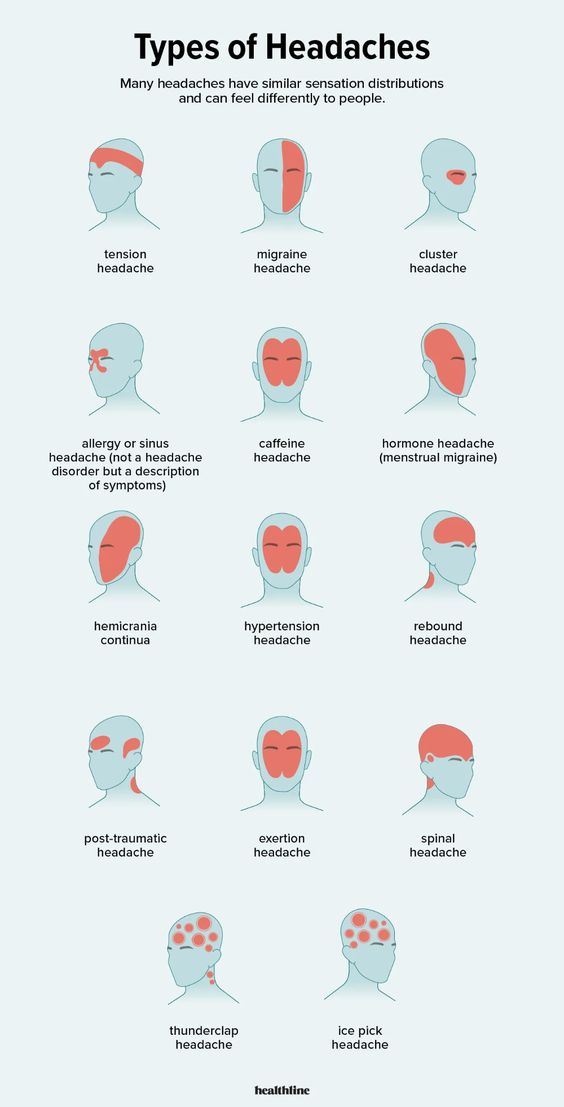 Types of Headaches
Many headaches have similar sensation distributions
and can feel differently to people.
tension
headache
migraine
headache
cluster
headache
allergy or sinus
headache (not a headache
disorder but a description
of symptoms)
caffeine
headache
hormone headache
(menstrual migraine)
hemicrania
continua
hypertension
headache
rebound
headache
post-traumatic
headache
exertion
headache
spinal
headache
thunderclap
headache
ice pick
headache
healthline